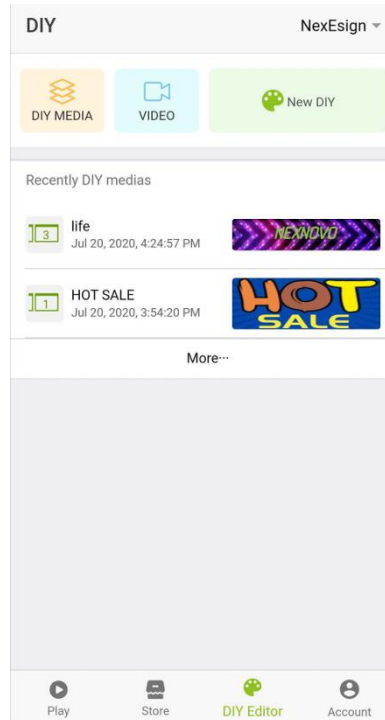 DIY
NexEsign
DIY MEDIA
VIDEO
New DIY
Recently DIY medias
3
life
Jul 20, 2020, 4:24:57 PM
NEXNOVO
1
HOT SALE
Jul 20, 2020, 3:54:20 PM
HOT
SALE
More···
Play
Store
DIY Editor
Account